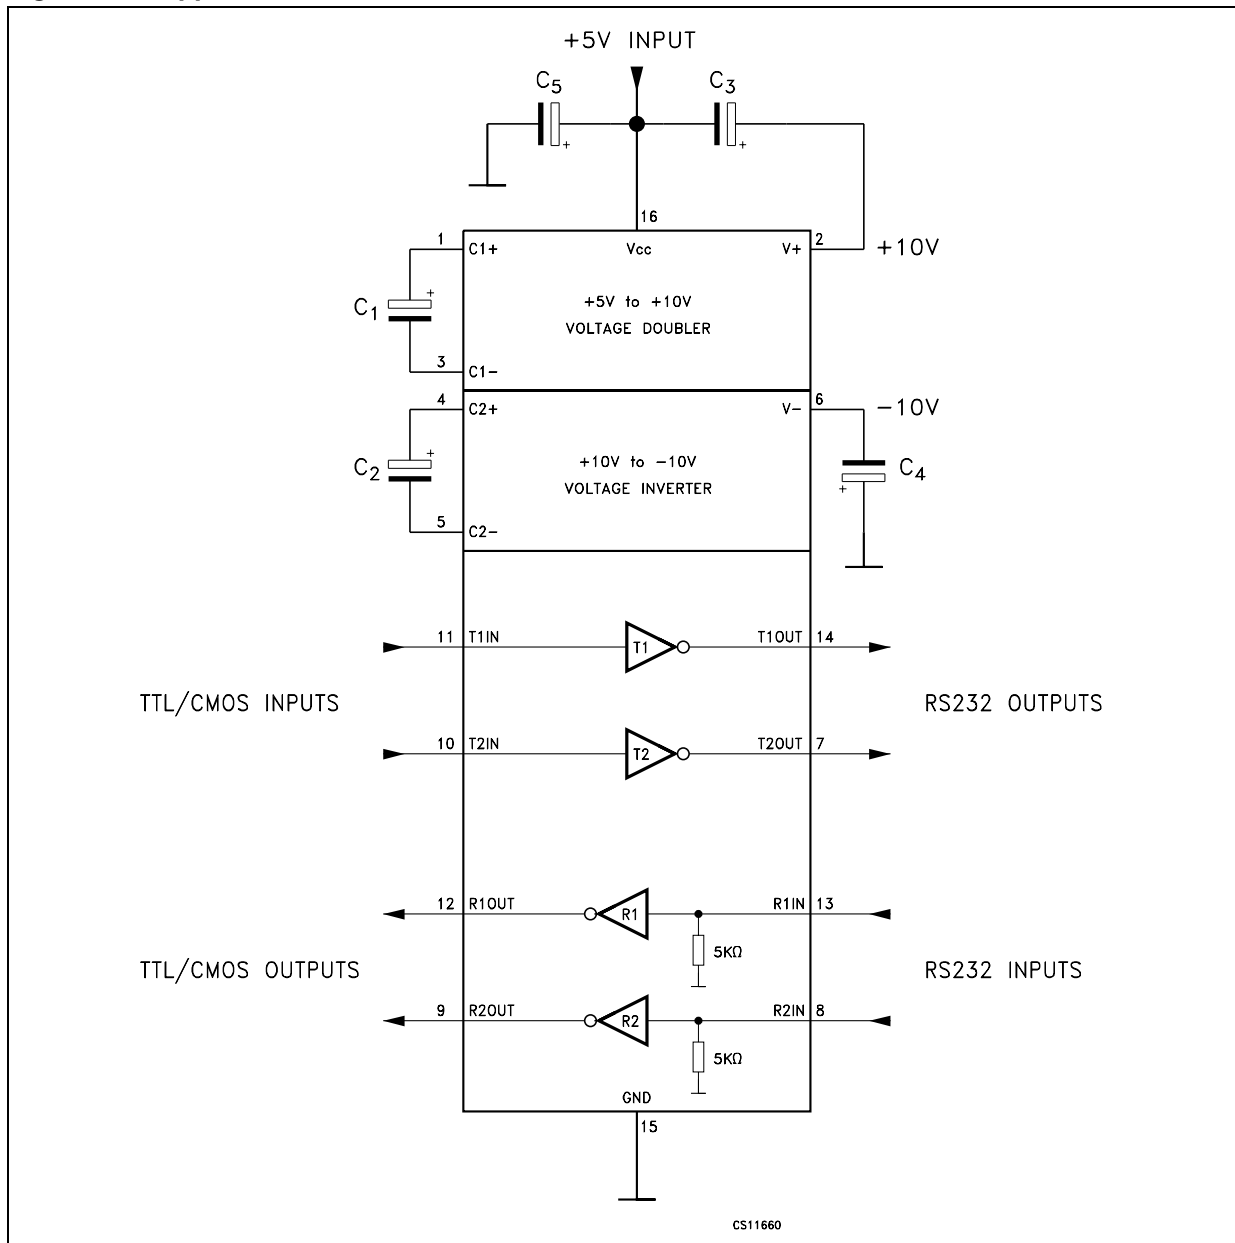 +5V INPUT
C5
C3
+
+
16
1
C1+
Vcc
V+
2
+10V
C1
+
+5V to +10V
VOLTAGE DOUBLER
3
C1-
4
C2+
V-
6
-10V
C2
+
+10V to -10V
VOLTAGE INVERTER
+
C4
5
C2-
11
T1IN
T1
T1OUT
14
TTL/CMOS INPUTS
RS232 OUTPUTS
10
T2IN
T2
T2OUT
7
12
R1OUT
R1
R1IN
13
5KΩ
TTL/CMOS OUTPUTS
RS232 INPUTS
9
R2OUT
R2
R2IN
8
5KΩ
GND
15
CS11660